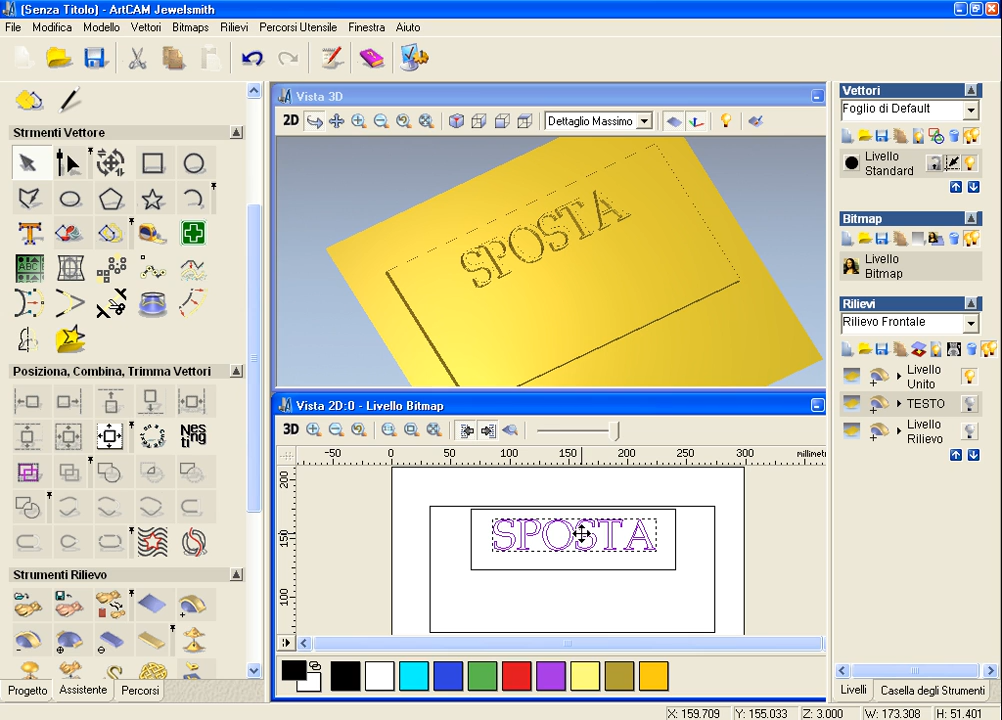 (Senza Titolo) - ArtCAM Jewelsmith
File Modifica Modello Vettori Bitmaps Rilievi Percorsi Utensile Finestra Aiuto
Strmenti Vettore
T
ABC
Posiziona, Combina, Trimma Vettori
Nes
ting
Strumenti Rilievo
Progetto Assistente Percorsi
Vista 3D
2D Dettaglio Massimo
SPOSTA
Vista 2D:0 - Livello Bitmap
3D
-50 0 50 100 150 200 250 300 millimetr
200
150
100
SPOSTA
Vettori
Foglio di Default
Livello
Standard
Bitmap
Livello
Bitmap
Rilievi
Rilievo Frontale
Livello
Unito
TESTO
Livello
Rilievo
Livelli Casella degli Strumenti
X: 159.709 Y: 155.033 Z: 3.000 W: 173.308 H: 51.401